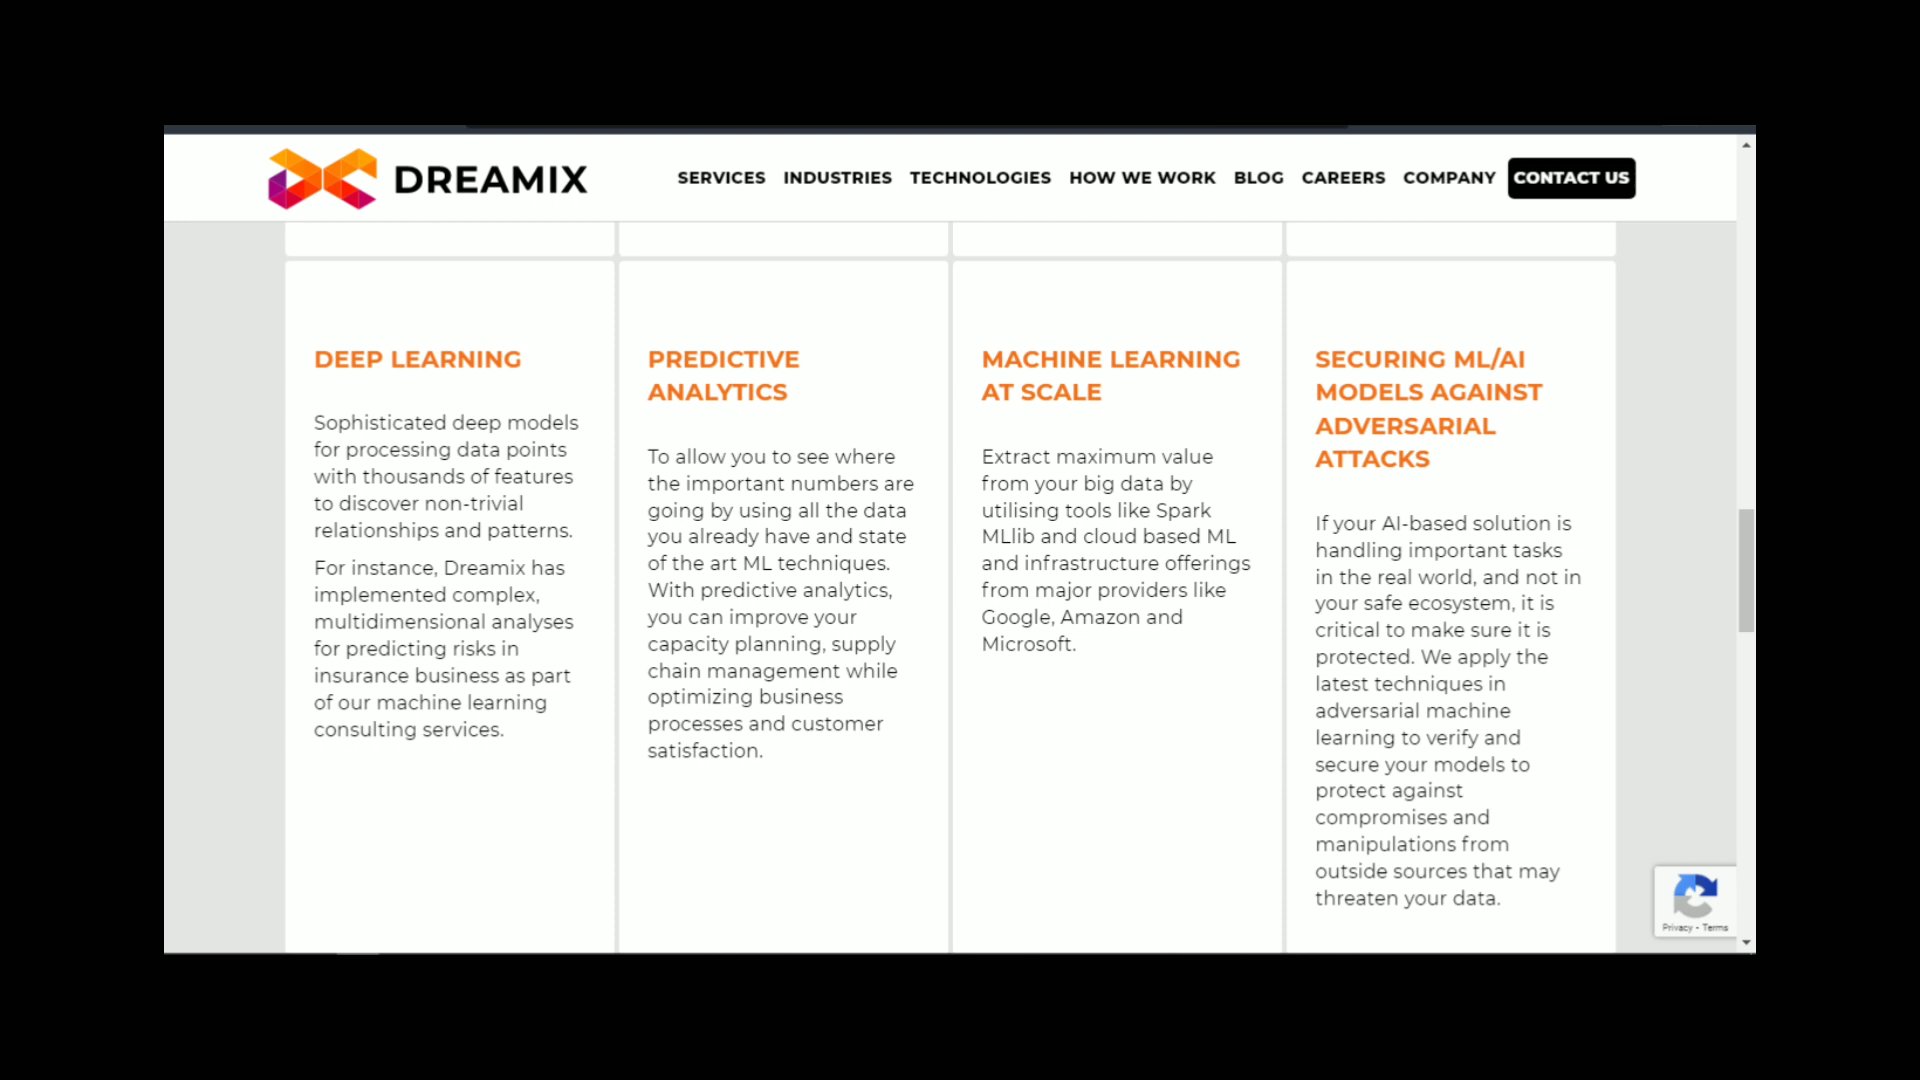 DREAMIX
SERVICES INDUSTRIES TECHNOLOGIES HOW WE WORK BLOG CAREERS COMPANY CONTACT US
DEEP LEARNING
Sophisticated deep models
for processing data points
with thousands of features
to discover non-trivial
relationships and patterns.
For instance, Dreamix has
implemented complex,
multidimensional analyses
for predicting risks in
insurance business as part
of our machine learning
consulting services.
PREDICTIVE
ANALYTICS
To allow you to see where
the important numbers are
going by using all the data
you already have and state
of the art ML techniques.
With predictive analytics,
you can improve your
capacity planning, supply
chain management while
optimizing business
processes and customer
satisfaction.
MACHINE LEARNING
AT SCALE
Extract maximum value
from your big data by
utilising tools like Spark
MLlib and cloud based ML
and infrastructure offerings
from major providers like
Google, Amazon and
Microsoft.
SECURING ML/AI
MODELS AGAINST
ADVERSARIAL
ATTACKS
If your AI-based solution is
handling important tasks
in the real world, and not in
your safe ecosystem, it is
critical to make sure it is
protected. We apply the
latest techniques in
adversarial machine
learning to verify and
secure your models to
protect against
compromises and
manipulations from
outside sources that may
threaten your data.
Privacy - Terms